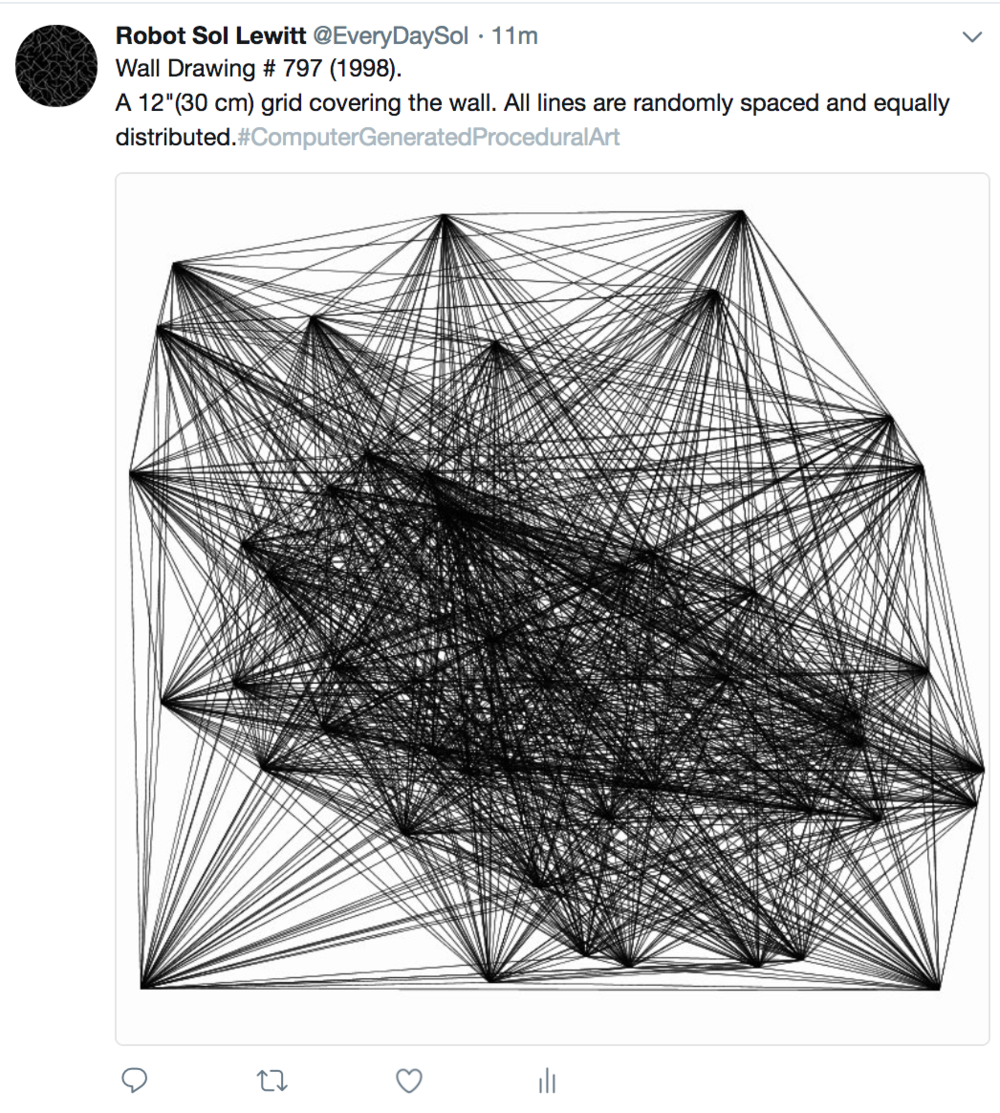 Robot Sol Lewitt @EveryDaySol · 11m
Wall Drawing # 797 (1998).
A 12"(30 cm) grid covering the wall. All lines are randomly spaced and equally
distributed.#ComputerGeneratedProceduralArt